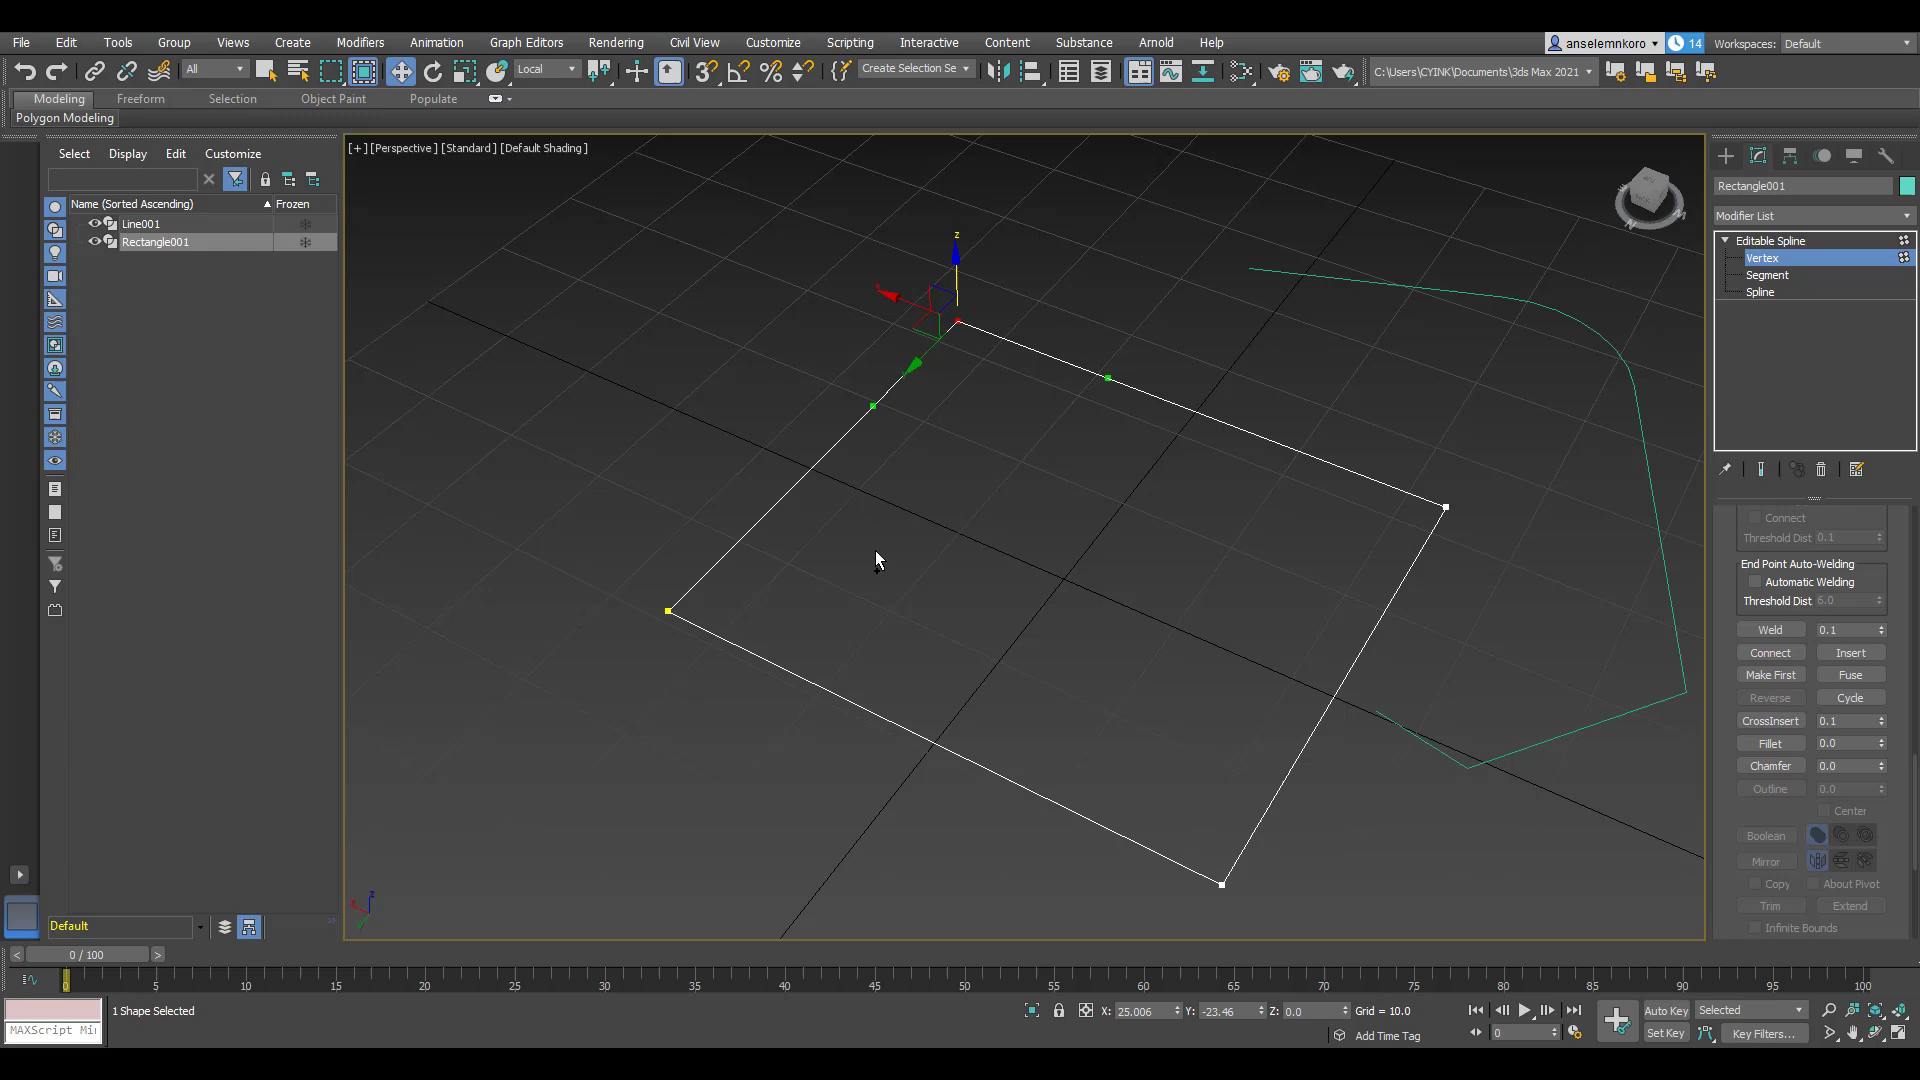 File Edit Tools Group Views Create Modifiers Animation Graph Editors Rendering Civil View Customize Scripting Interactive Content Substance Arnold Help anselemnkoro 14 Workspaces: Default
All Local Create Selection Se C:\Users\CYINK\Documents\3ds Max 2021
Modeling Freeform Selection Object Paint Populate
Polygon Modeling
Select Display Edit Customize
[+] [Perspective] [Standard] [Default Shading]
Rectangle001
Name (Sorted Ascending) Frozen
Modifier List
Line001
Rectangle001
Editable Spline
Vertex
Segment
Spline
z
Connect
Threshold Dist 0.1
End Point Auto-Welding
Automatic Welding
Threshold Dist 6.0
Weld 0.1
Connect Insert
Make First Fuse
Reverse Cycle
CrossInsert 0.1
Fillet 0.0
Chamfer 0.0
Outline 0.0
Center
Boolean
Mirror
Copy About Pivot
Trim Extend
Infinite Bounds
z
Default
< 0 / 100 >
0 5 10 15 20 25 30 35 40 45 50 55 60 65 70 75 80 85 90 95 100
1 Shape Selected X: 25.006 Y: -23.46 Z: 0.0 Grid = 10.0 Auto Key Selected
MAXScript Mi Add Time Tag 0 Set Key Key Filters...